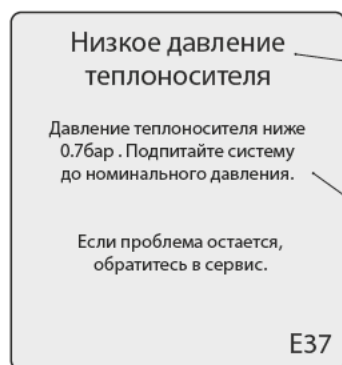 Низкое давление
теплоносителя
Давление теплоносителя ниже
0.7бар . Подпитайте систему
до номинального давления.
Если проблема остается,
обратитесь в сервис.
E37